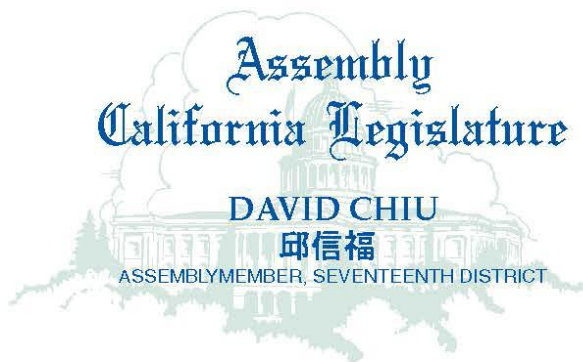 Assembly
California Legislature
DAVID CHIU
邱信福
ASSEMBLYMEMBER, SEVENTEENTH DISTRICT